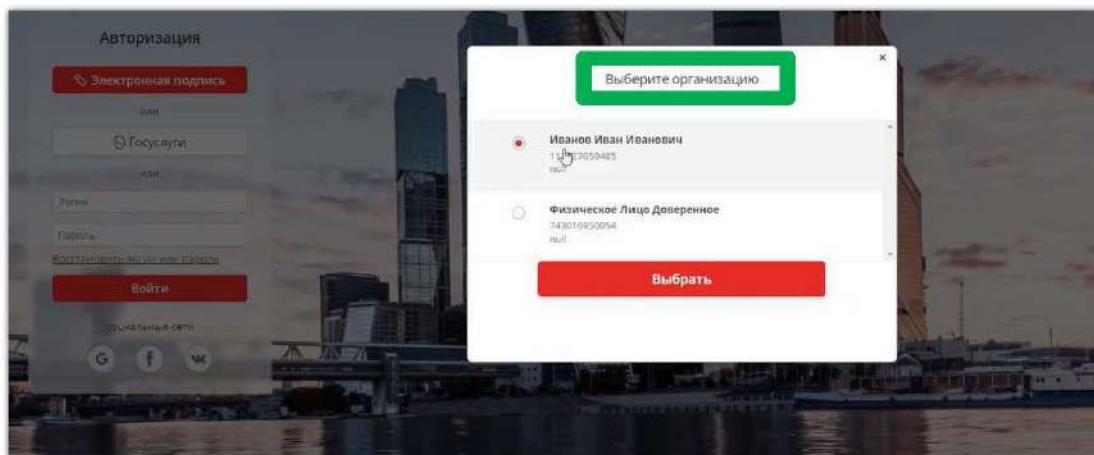 Авторизация
Электронная подпись
или
Госуслуги
или
Логин
Пароль
Восстановить логин или пароль
Войти
социальные сети
Выберите организацию
×
Иванов Иван Иванович
null
Физическое Лицо Доверенное
743016950054
null
Выбрать